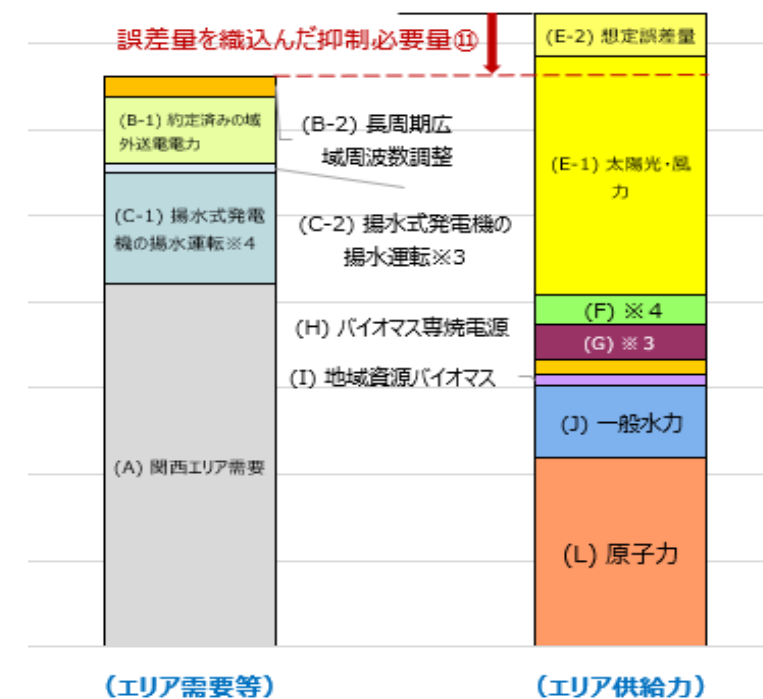 誤差量を織込んだ抑制必要量⑪
(E-2) 想定誤差量
(B-1) 約定済みの域
外送電電力
(B-2) 長周期広
域周波数調整
(E-1) 太陽光・風
力
(C-1) 揚水式発電
機の揚水運転※4
(C-2) 揚水式発電機の
揚水運転※3
(F) ※４
(H) バイオマス専焼電源
(G) ※３
(I) 地域資源バイオマス
(J) 一般水力
(A) 関西エリア需要
(L) 原子力
（エリア需要等）
（エリア供給力）